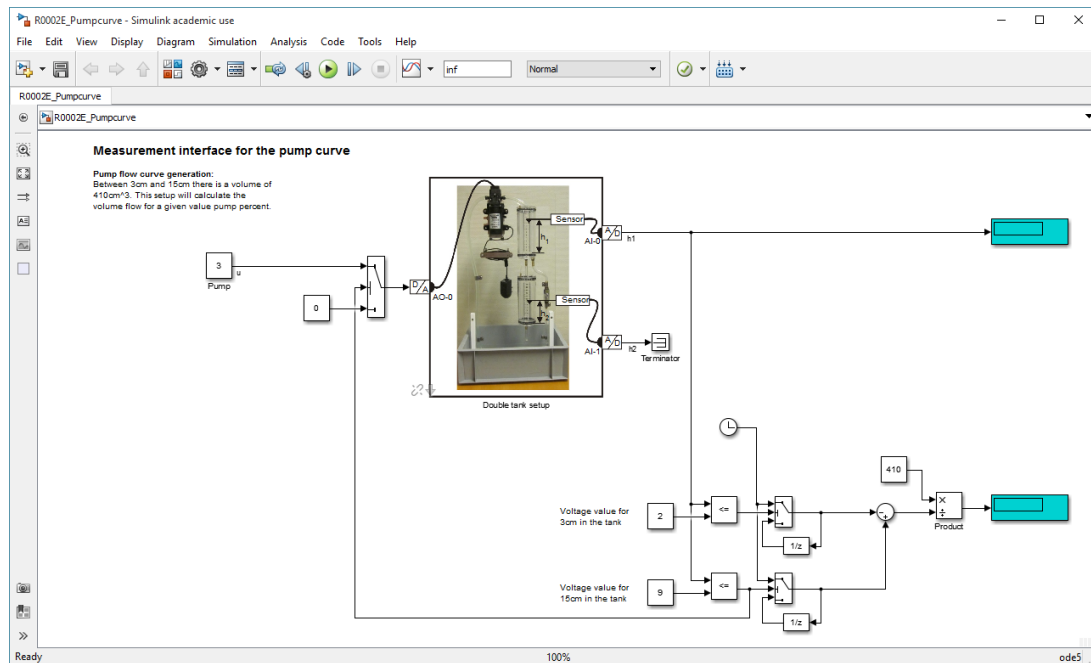 R0002E_Pumpcurve - Simulink academic use
File Edit View Display Diagram Simulation Analysis Code Tools Help
inf
Normal
R0002E_Pumpcurve
R0002E_Pumpcurve
Measurement interface for the pump curve
Pump flow curve generation:
Between 3cm and 15cm there is a volume of
410cm^3. This setup will calculate the
volume flow for a given value pump percent.
Sensor
A/D
AI-0
h1
h1
3
u
Pump
D/A
AO-0
0
Sensor
h2
A/D
AI-1
h2
Terminator
Double tank setup
410
Voltage value for
3cm in the tank
2
<=
1/z
- +
×
÷
Product
Voltage value for
15cm in the tank
9
<=
1/z
Ready
100%
ode5